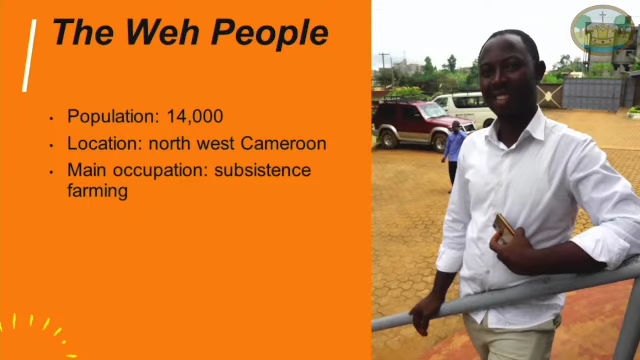 The Weh People
• Population: 14,000
• Location: north west Cameroon
• Main occupation: subsistence
farming